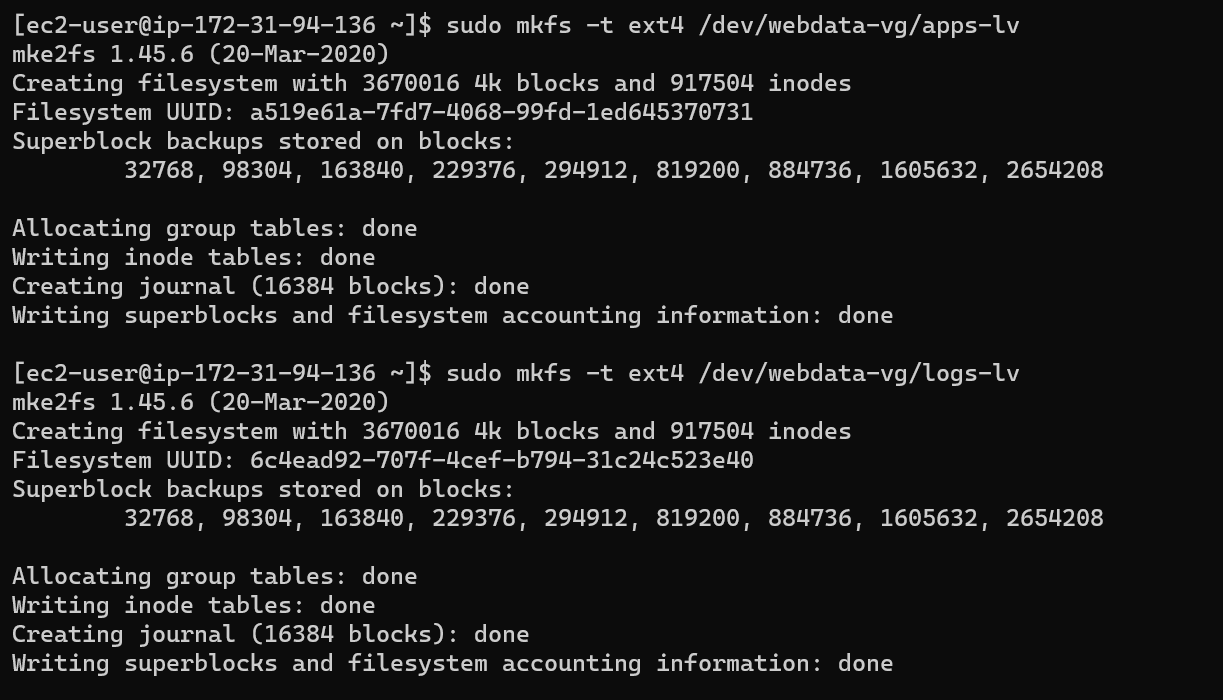 [ec2-user@ip-172-31-94-136 ~]$ sudo mkfs -t ext4 /dev/webdata-vg/apps-lv
mke2fs 1.45.6 (20-Mar-2020)
Creating filesystem with 3670016 4k blocks and 917504 inodes
Filesystem UUID: a519e61a-7fd7-4068-99fd-1ed645370731
Superblock backups stored on blocks:
        32768, 98304, 163840, 229376, 294912, 819200, 884736, 1605632, 2654208

Allocating group tables: done
Writing inode tables: done
Creating journal (16384 blocks): done
Writing superblocks and filesystem accounting information: done

[ec2-user@ip-172-31-94-136 ~]$ sudo mkfs -t ext4 /dev/webdata-vg/logs-lv
mke2fs 1.45.6 (20-Mar-2020)
Creating filesystem with 3670016 4k blocks and 917504 inodes
Filesystem UUID: 6c4ead92-707f-4cef-b794-31c24c523e40
Superblock backups stored on blocks:
        32768, 98304, 163840, 229376, 294912, 819200, 884736, 1605632, 2654208

Allocating group tables: done
Writing inode tables: done
Creating journal (16384 blocks): done
Writing superblocks and filesystem accounting information: done